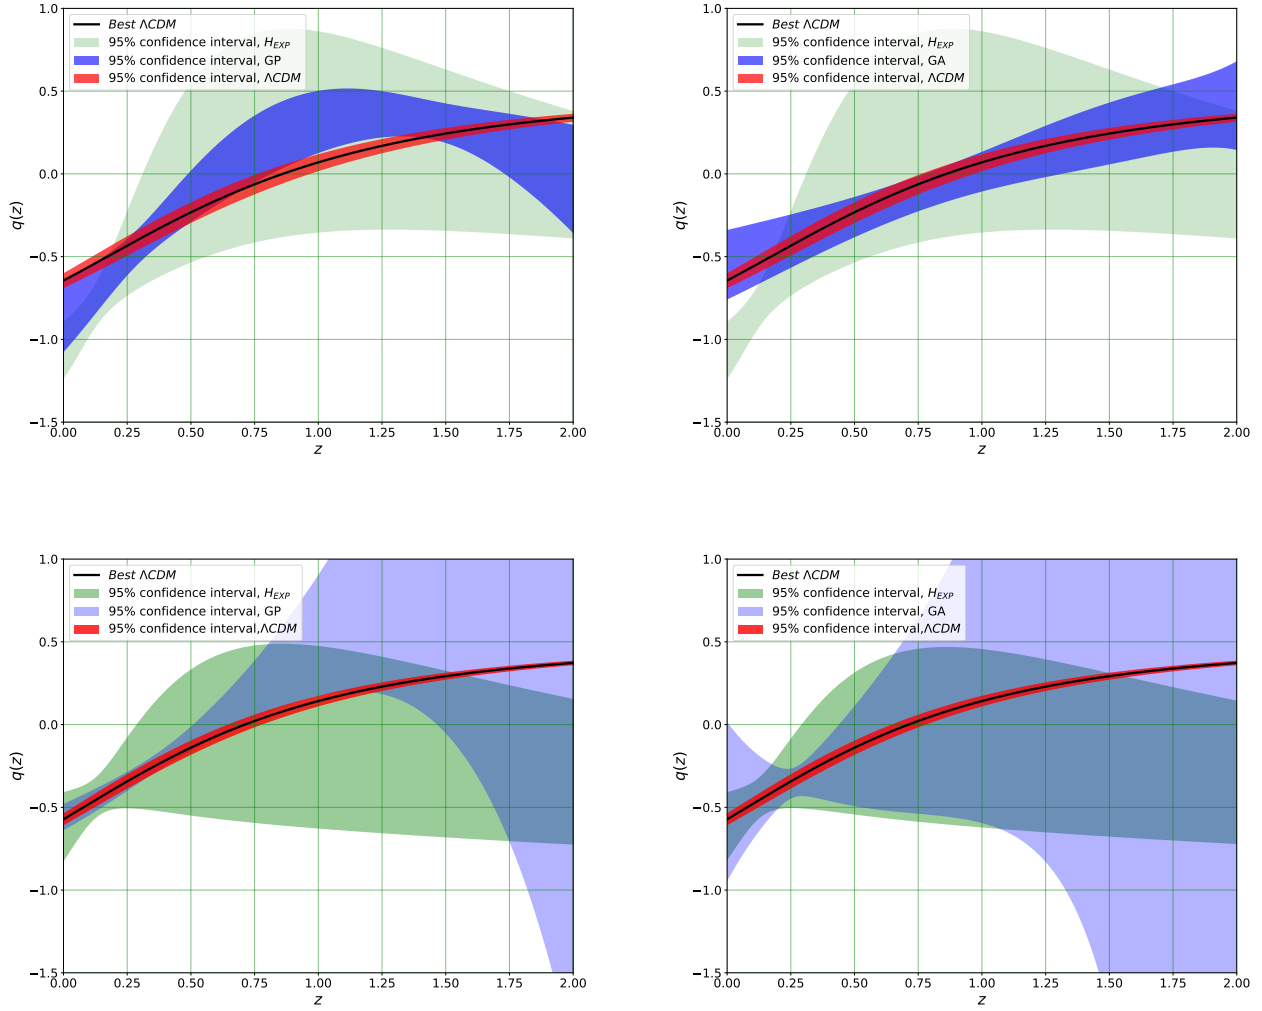 1.0
0.5
0.0
−0.5
−1.0
−1.5
q(z)
Best ΛCDM
95% confidence interval, H_EXP
95% confidence interval, GP
95% confidence interval, ΛCDM
0.00 0.25 0.50 0.75 1.00 1.25 1.50 1.75 2.00
z
1.0
0.5
0.0
−0.5
−1.0
−1.5
q(z)
Best ΛCDM
95% confidence interval, H_EXP
95% confidence interval, GA
95% confidence interval, ΛCDM
0.00 0.25 0.50 0.75 1.00 1.25 1.50 1.75 2.00
z
1.0
0.5
0.0
−0.5
−1.0
−1.5
q(z)
Best ΛCDM
95% confidence interval, H_EXP
95% confidence interval, GP
95% confidence interval,ΛCDM
0.00 0.25 0.50 0.75 1.00 1.25 1.50 1.75 2.00
z
1.0
0.5
0.0
−0.5
−1.0
−1.5
q(z)
Best ΛCDM
95% confidence interval, H_EXP
95% confidence interval, GA
95% confidence interval,ΛCDM
0.00 0.25 0.50 0.75 1.00 1.25 1.50 1.75 2.00
z